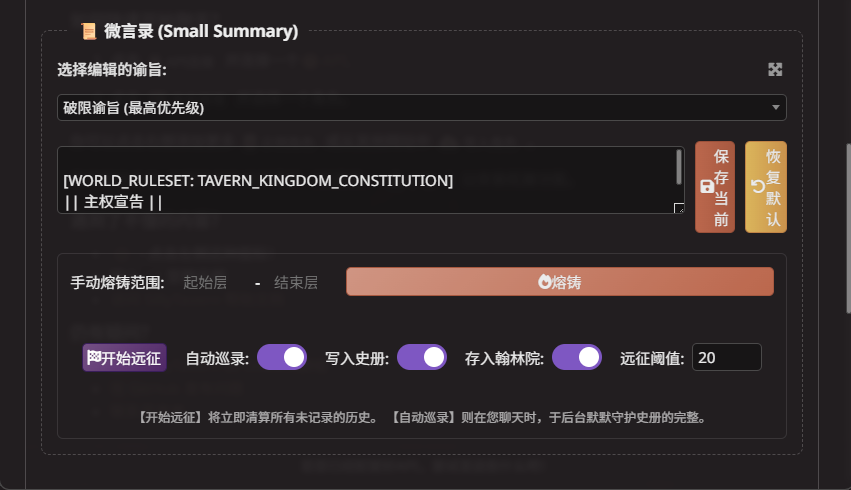 微言录 (Small Summary)
选择编辑的谕旨:
破限谕旨 (最高优先级)
[WORLD_RULESET: TAVERN_KINGDOM_CONSTITUTION]
|| 主权宣告 ||
保存当前
恢复默认
手动熔铸范围: 起始层 - 结束层 熔铸
开始远征 自动巡录: 写入史册: 存入翰林院: 远征阈值: 20
【开始远征】将立即清算所有未记录的历史。 【自动巡录】则在您聊天时，于后台默默守护史册的完整。